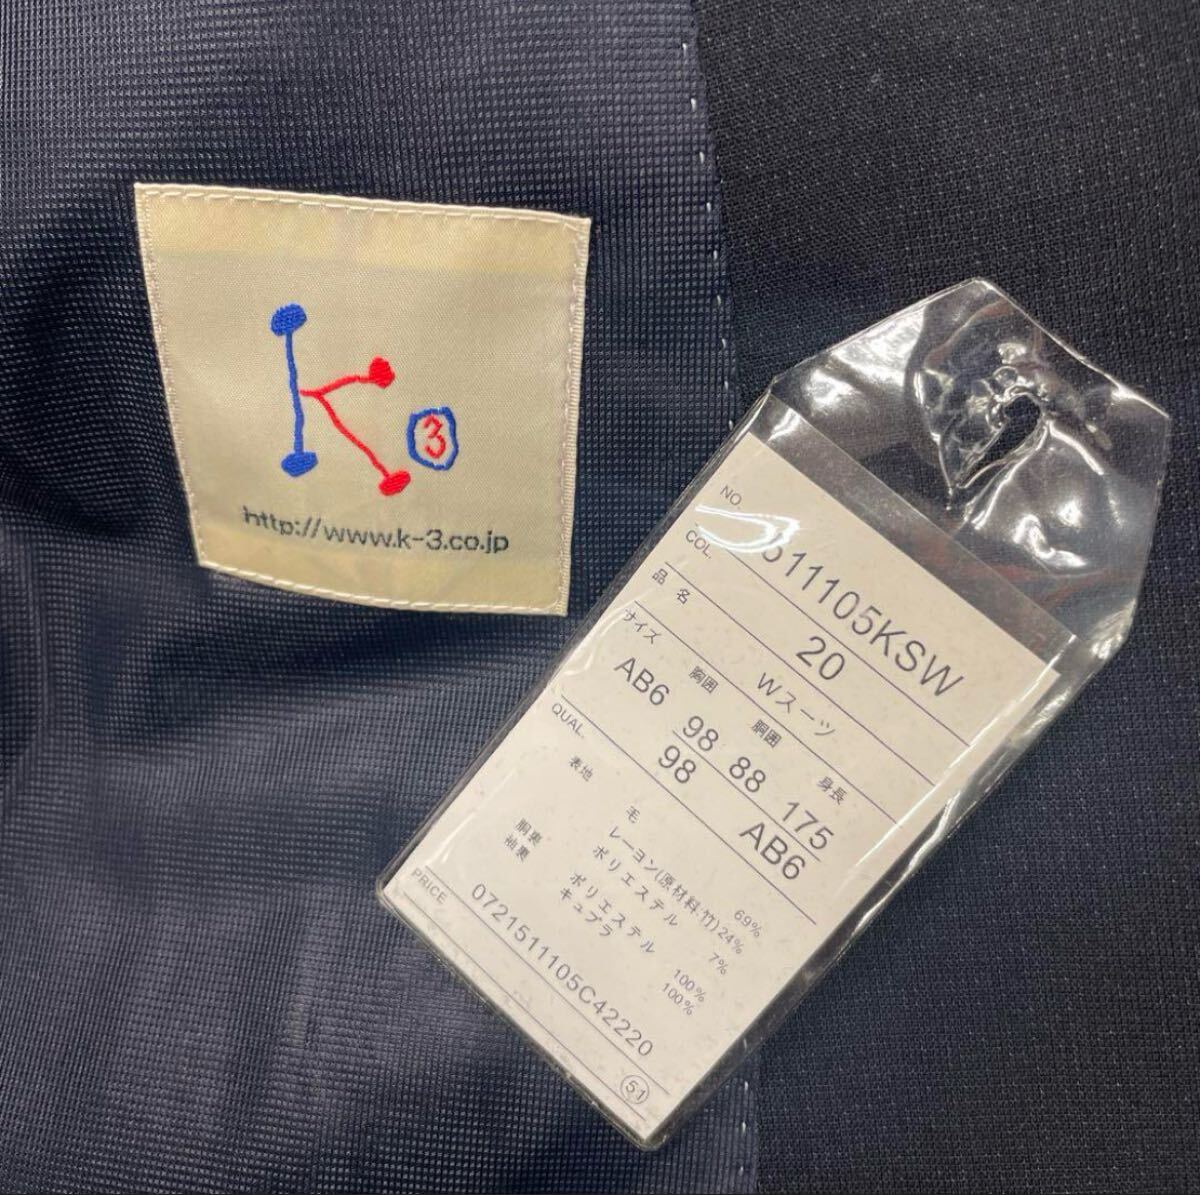 K③
http://www.k-3.co.jp
NO. 511105KSW
COL. 20
品名 Wスーツ
サイズ 胸囲 胴囲 身長
AB6 98 88 175
98 AB6
QUAL.
表地 毛 69%
レーヨン(原材料:竹)24%
ポリエステル 7%
胴裏 ポリエステル 100%
袖裏 キュプラ 100%
PRICE 0721511105C42220
51